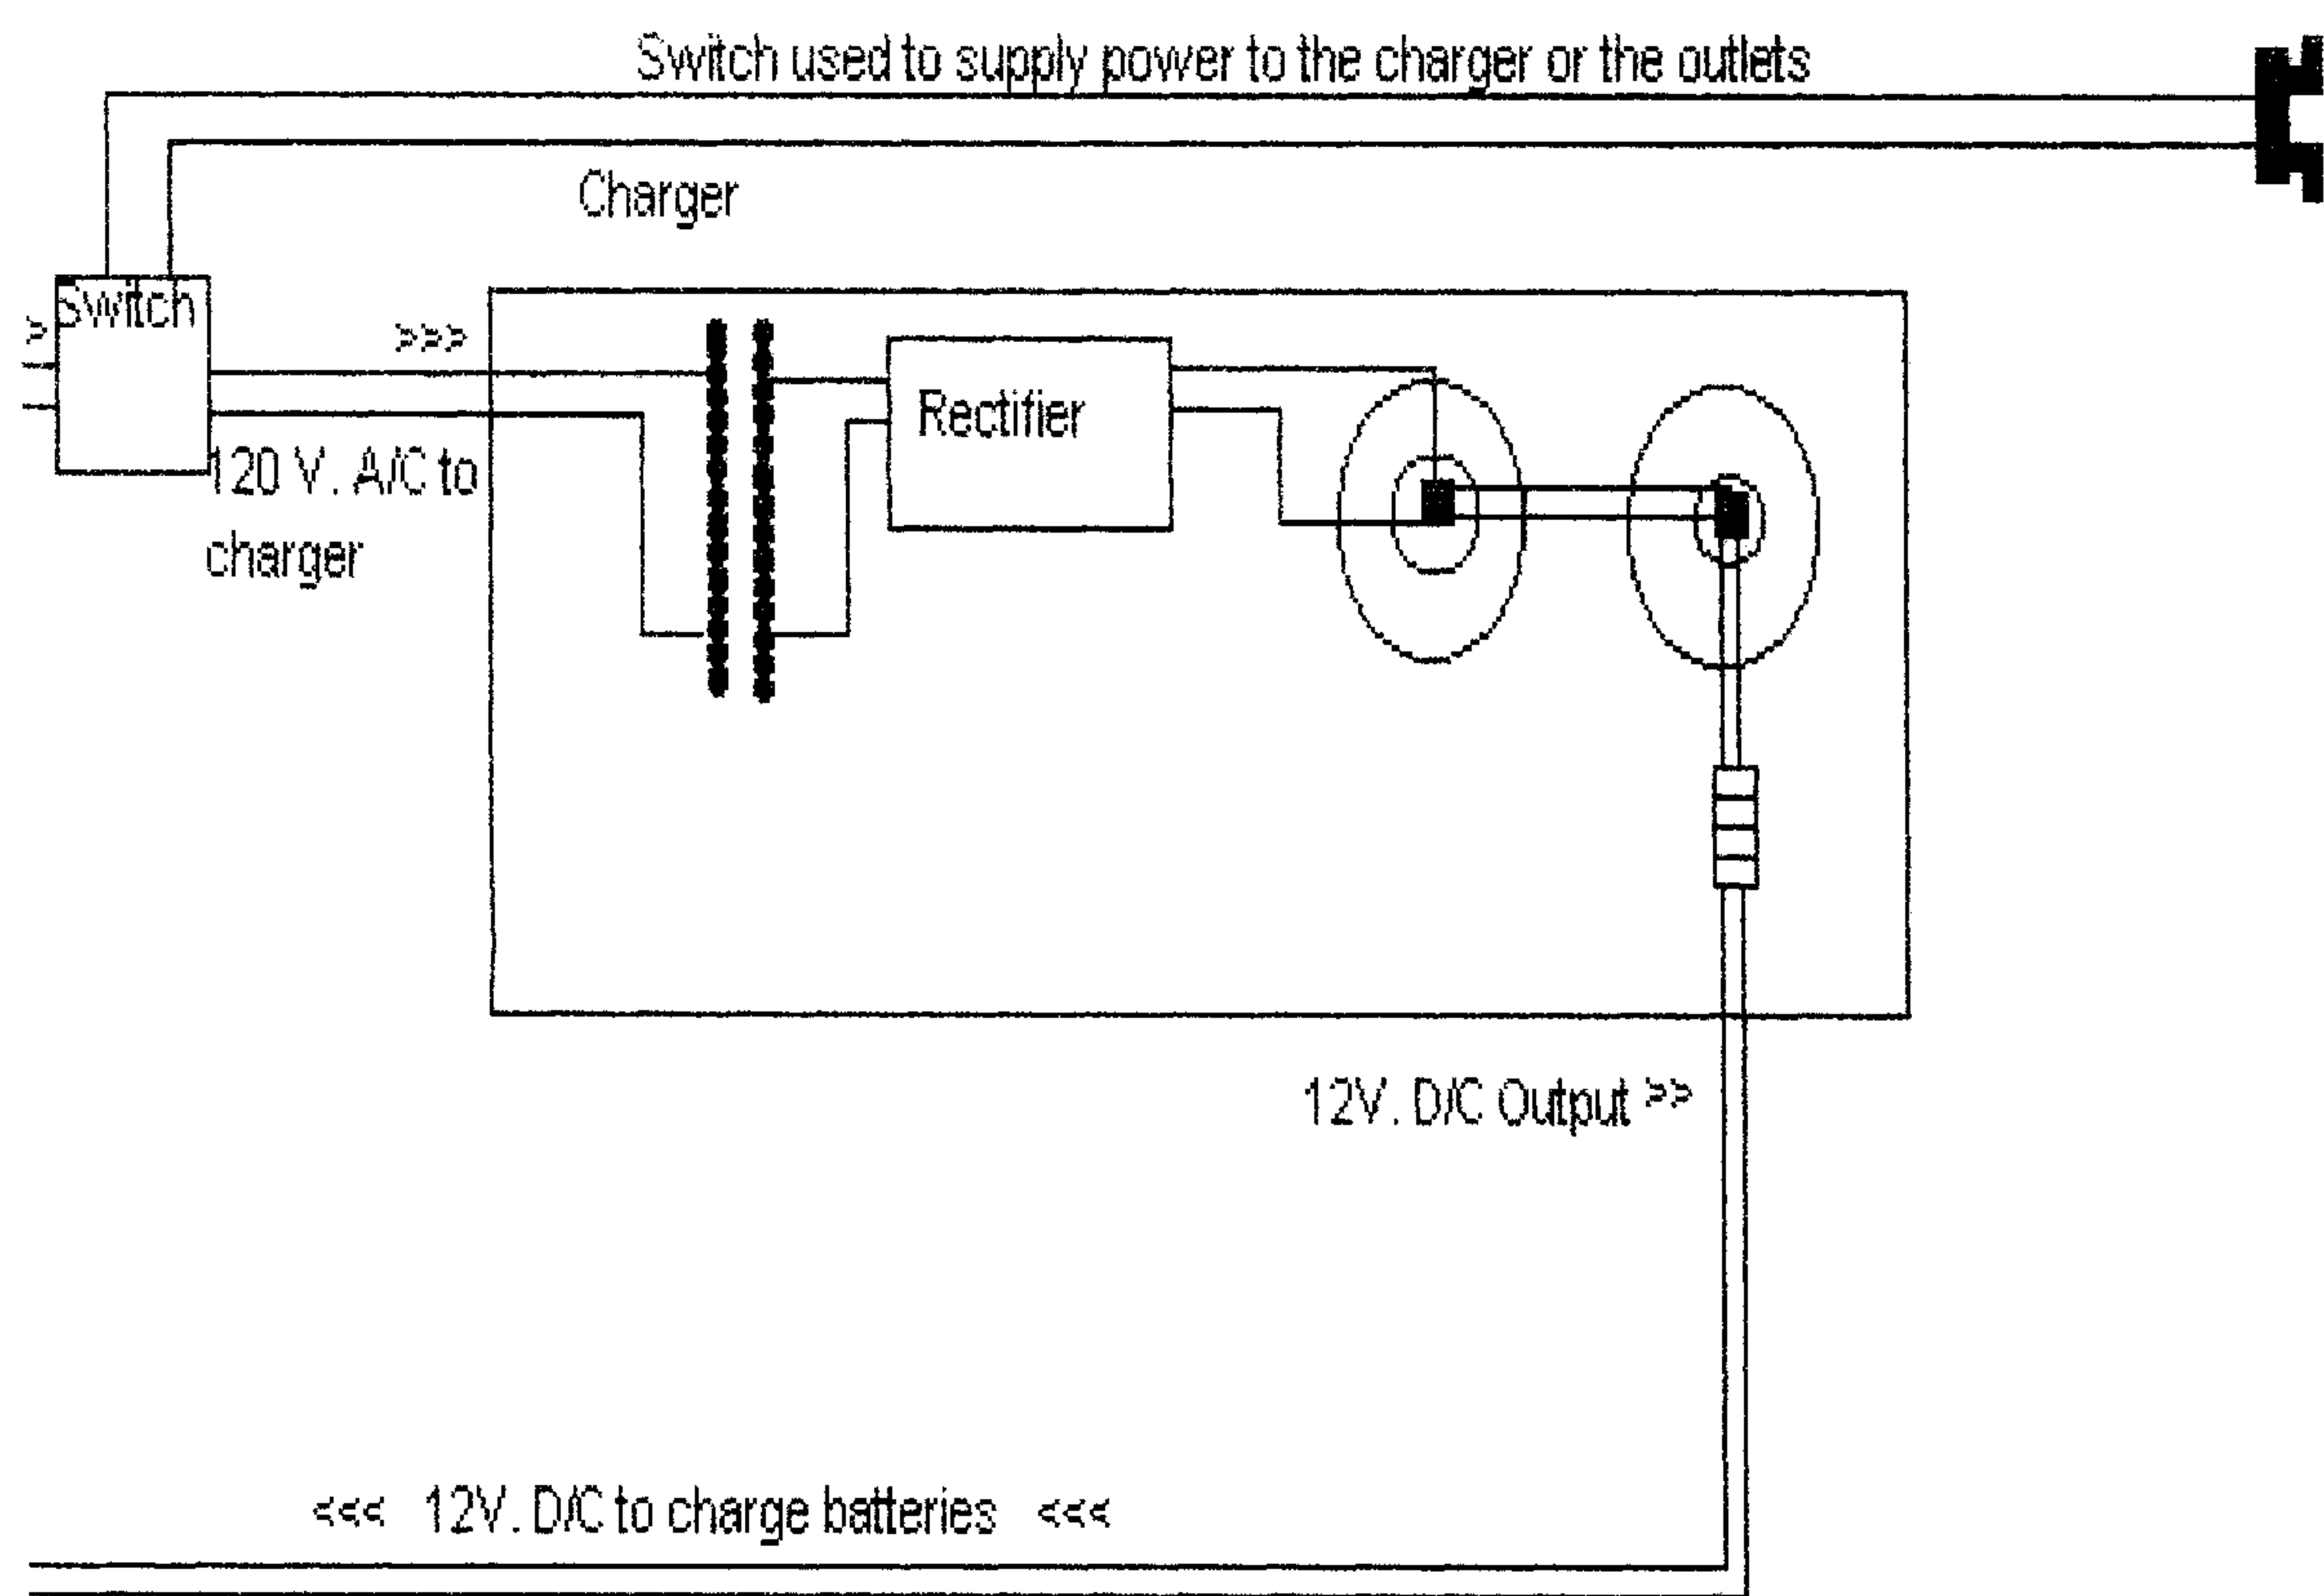 Switch used to supply power to the charger or the outlets
Charger
Switch
>
>>>
120 V. A/C to
charger
Rectifier
12V. D/C Output >>
<<< 12V. D/C to charge batteries <<<